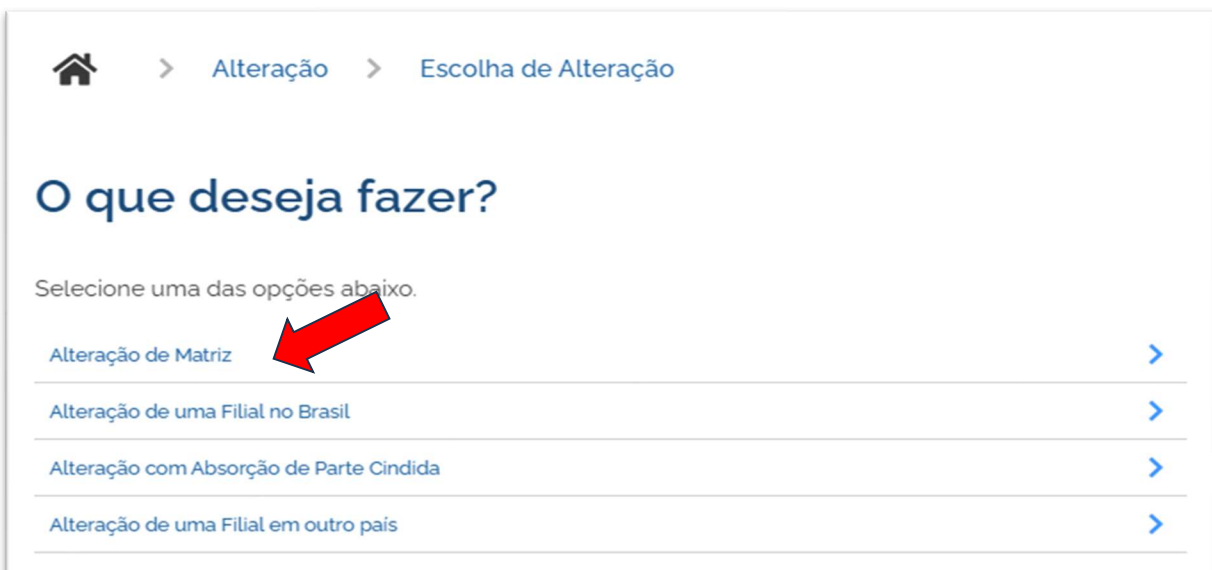 > Alteração > Escolha de Alteração
O que deseja fazer?
Selecione uma das opções abaixo.
Alteração de Matriz
Alteração de uma Filial no Brasil
Alteração com Absorção de Parte Cindida
Alteração de uma Filial em outro país